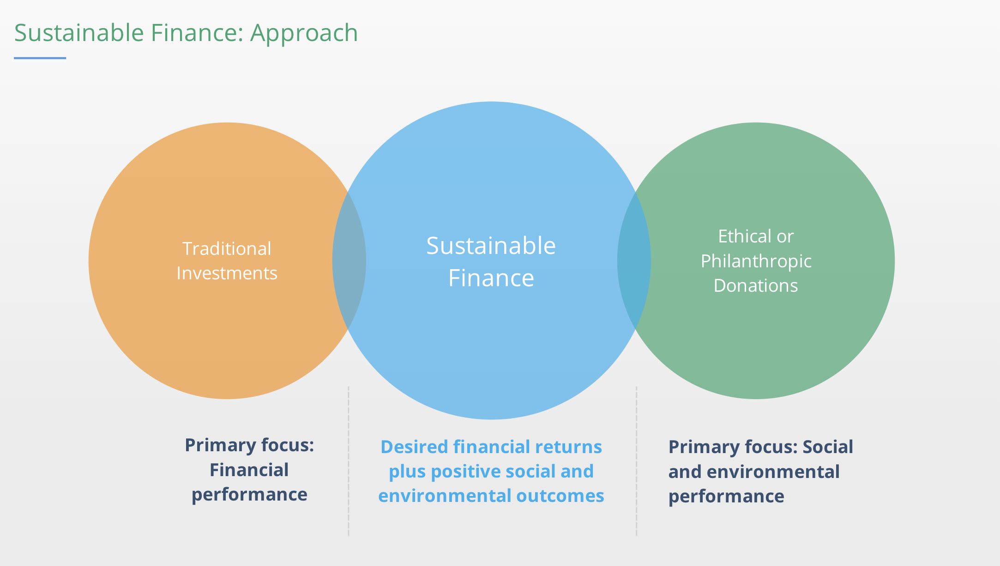 Sustainable Finance: Approach
Traditional
Investments
Sustainable
Finance
Ethical or
Philanthropic
Donations
Primary focus:
Financial
performance
Desired financial returns
plus positive social and
environmental outcomes
Primary focus: Social
and environmental
performance